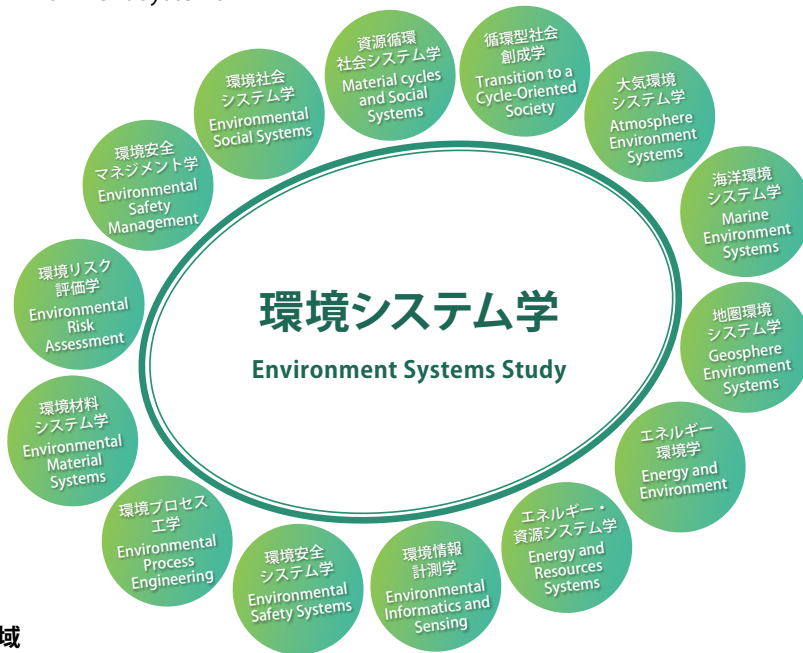 環境システム学
Environment Systems Study
資源循環
社会システム学
Material cycles
and Social
Systems
循環型社会
創成学
Transition to a
Cycle-Oriented
Society
大気環境
システム学
Atmosphere
Environment
Systems
海洋環境
システム学
Marine
Environment
Systems
地圏環境
システム学
Geosphere
Environment
Systems
エネルギー
環境学
Energy and
Environment
エネルギー・
資源システム学
Energy and
Resources
Systems
環境情報
計測学
Environmental
Informatics and
Sensing
環境安全
システム学
Environmental
Safety Systems
環境プロセス
工学
Environmental
Process
Engineering
環境材料
システム学
Environmental
Material
Systems
環境リスク
評価学
Environmental
Risk
Assessment
環境安全
マネジメント学
Environmental
Safety
Management
環境社会
システム学
Environmental
Social Systems
域